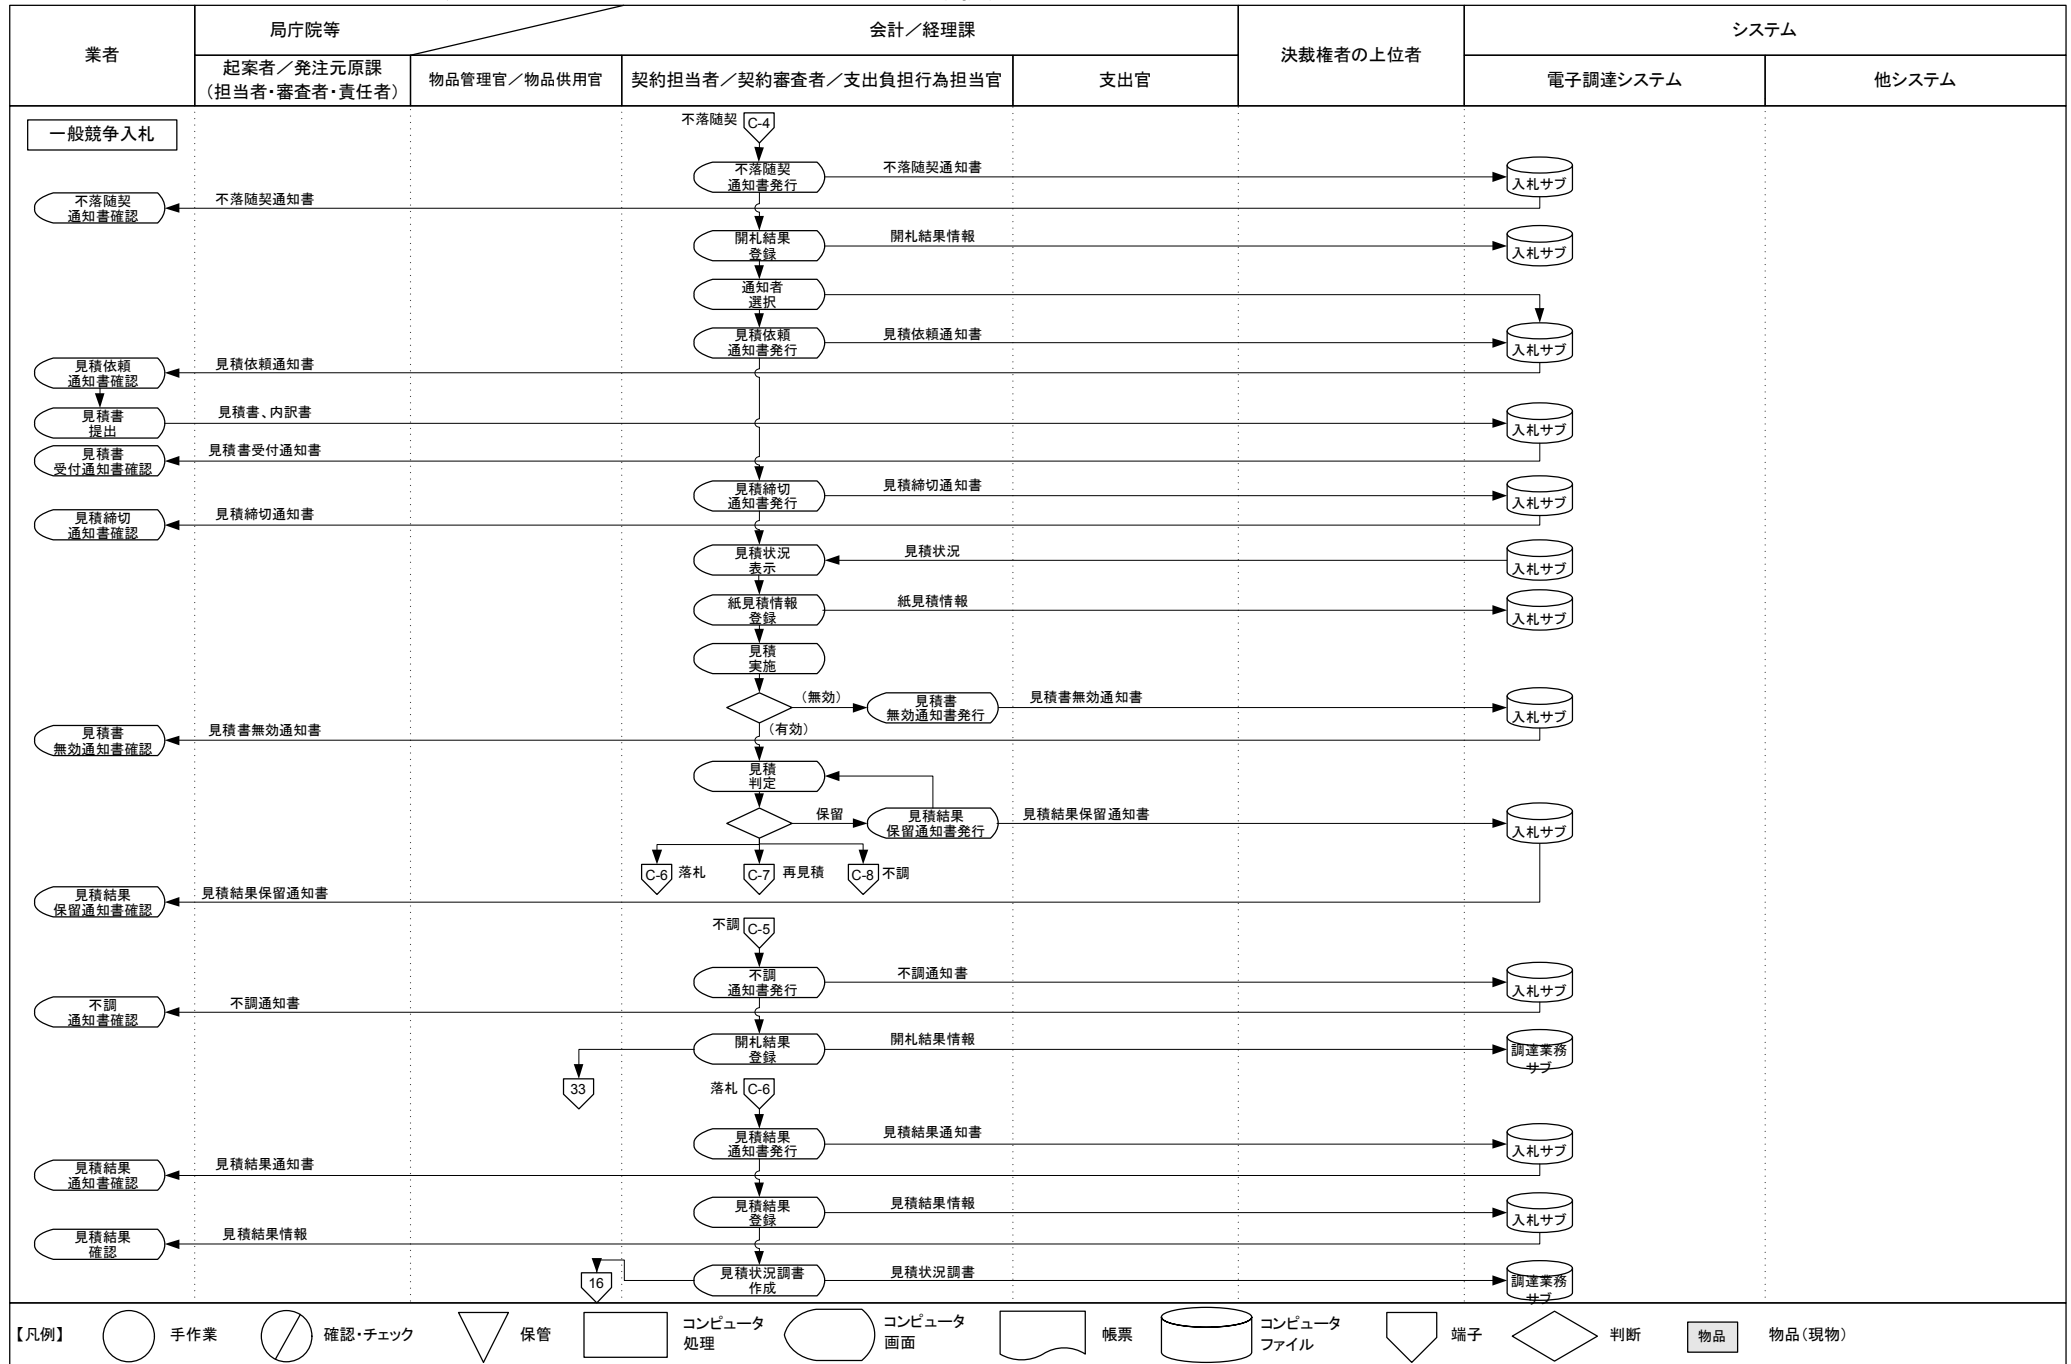 業者
局庁院等
会計／経理課
決裁権者の上位者
システム
起案者／発注元原課
（担当者・審査者・責任者）
物品管理官／物品供用官
契約担当者／契約審査者／支出負担行為担当官
支出官
電子調達システム
他システム
一般競争入札
不落随契
C-4
不落随契
通知書発行
不落随契通知書
入札サブ
不落随契
通知書確認
不落随契通知書
開札結果
登録
開札結果情報
入札サブ
通知者
選択
見積依頼
通知書発行
見積依頼通知書
入札サブ
見積依頼
通知書確認
見積依頼通知書
見積書
提出
見積書、内訳書
入札サブ
見積書
受付通知書確認
見積書受付通知書
見積締切
通知書発行
見積締切通知書
入札サブ
見積締切
通知書確認
見積締切通知書
見積状況
表示
見積状況
入札サブ
紙見積情報
登録
紙見積情報
入札サブ
見積
実施
（無効）
見積書
無効通知書発行
見積書無効通知書
入札サブ
（有効）
見積書
無効通知書確認
見積書無効通知書
見積
判定
保留
見積結果
保留通知書発行
見積結果保留通知書
入札サブ
C-6
落札
C-7
再見積
C-8
不調
見積結果
保留通知書確認
見積結果保留通知書
不調
C-5
不調
通知書発行
不調通知書
入札サブ
不調
通知書確認
不調通知書
開札結果
登録
開札結果情報
調達業務
サブ
33
落札
C-6
見積結果
通知書発行
見積結果通知書
入札サブ
見積結果
通知書確認
見積結果通知書
見積結果
登録
見積結果情報
入札サブ
見積結果
確認
見積結果情報
16
見積状況調書
作成
見積状況調書
調達業務
サブ
【凡例】
手作業
確認・チェック
保管
コンピュータ
処理
コンピュータ
画面
帳票
コンピュータ
ファイル
端子
判断
物品
物品（現物）